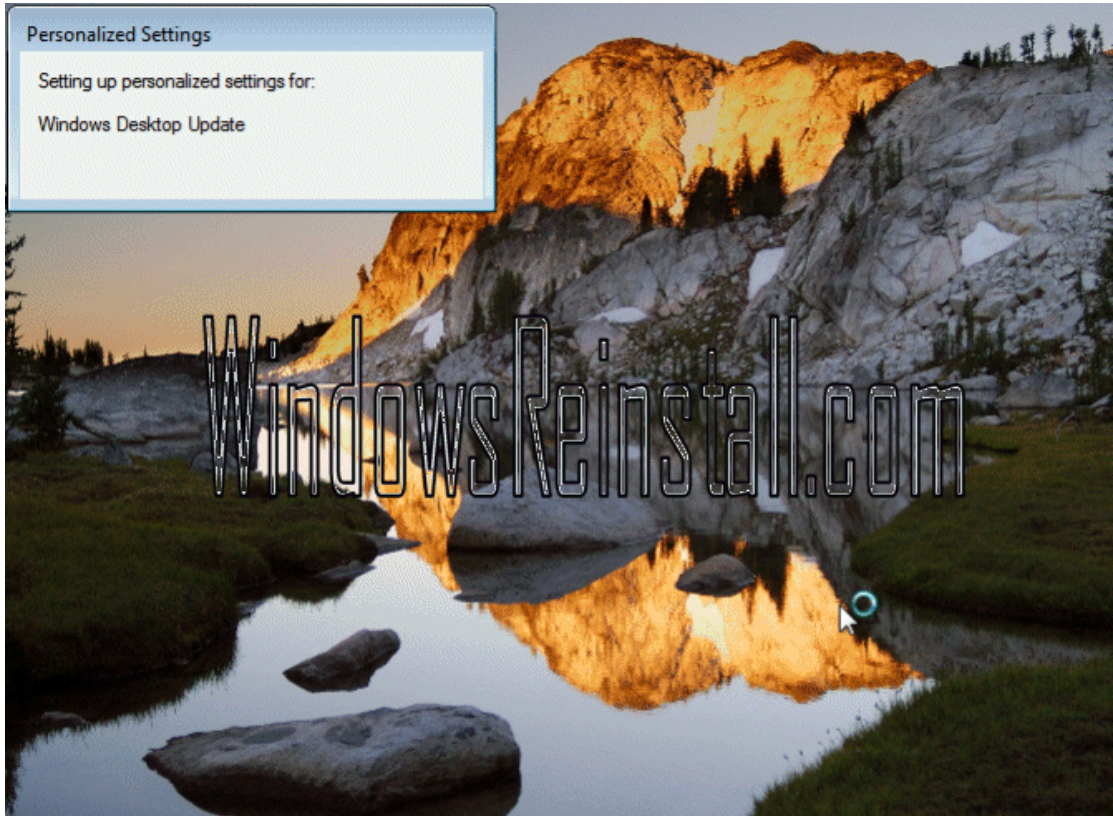 Personalized Settings
Setting up personalized settings for:
Windows Desktop Update
WindowsReinstall.com